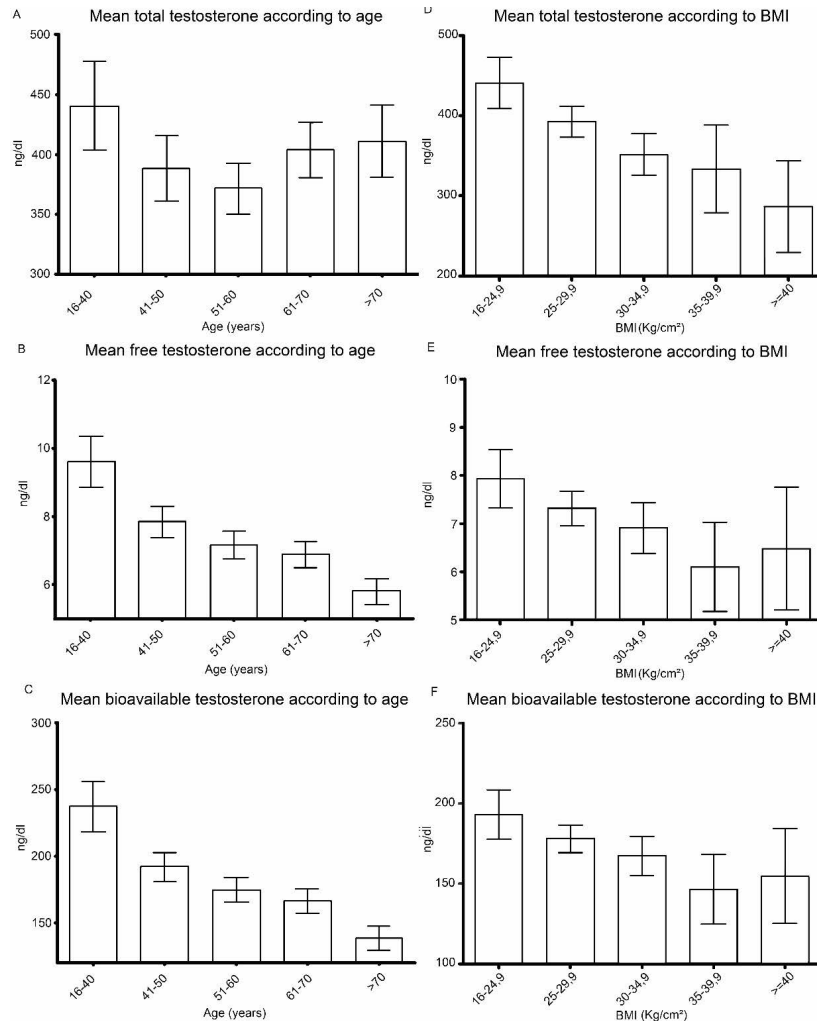 A
Mean total testosterone according to age
500
450
400
350
300
ng/dl
16-40
41-50
51-60
61-70
>70
Age (years)
D
Mean total testosterone according to BMI
500
400
300
200
ng/dl
16-24,9
25-29,9
30-34,9
35-39,9
>=40
BMI(Kg/cm²)
B
Mean free testosterone according to age
12
10
8
6
ng/dl
16-40
41-50
51-60
61-70
>70
Age (years)
E
Mean free testosterone according to BMI
10
9
8
7
6
5
ng/dl
16-24,9
25-29,9
30-34,9
35-39,9
>=40
BMI(Kg/cm²)
C
Mean bioavailable testosterone according to age
300
250
200
150
ng/dl
16-40
41-50
51-60
61-70
>70
Age (years)
F
Mean bioavailable testosterone according to BMI
250
200
150
100
ng/dl
16-24,9
25-29,9
30-34,9
35-39,9
>=40
BMI (Kg/cm²)